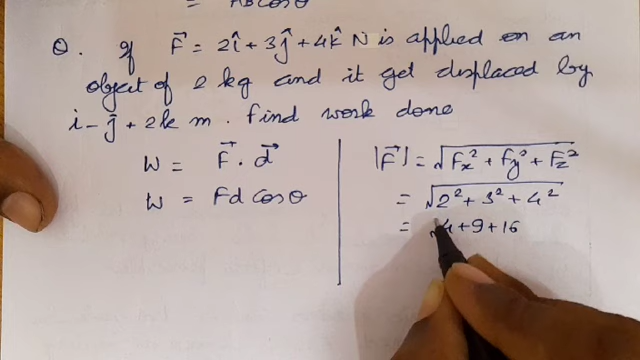 = ABcosθ
Q. If F⃗ = 2î + 3ĵ + 4k̂ N is applied on an
object of 2 kg and it get displaced by
i - j + 2k m. find work done
W = F⃗ . d⃗
W = Fd cosθ
|F⃗| = √Fx² + Fy² + Fz²
= √2² + 3² + 4²
= √4+9+16